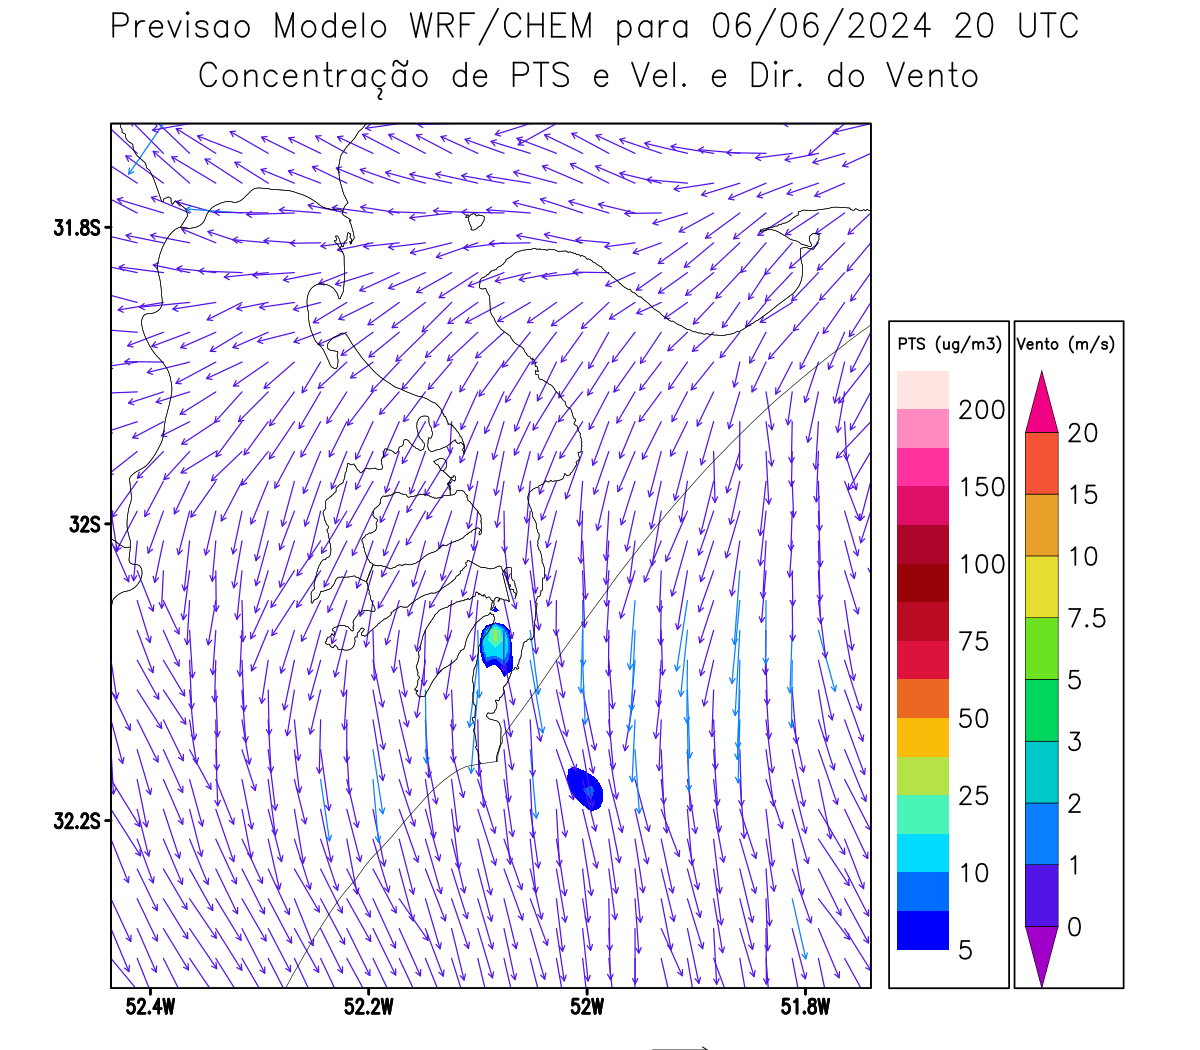 Previsao Modelo WRF/CHEM para 06/06/2024 20 UTC
Concentração de PTS e Vel. e Dir. do Vento
31.8S
32S
32.2S
52.4W
52.2W
52W
51.8W
PTS (ug/m3)
200
150
100
75
50
25
10
5
Vento (m/s)
20
15
10
7.5
5
3
2
1
0